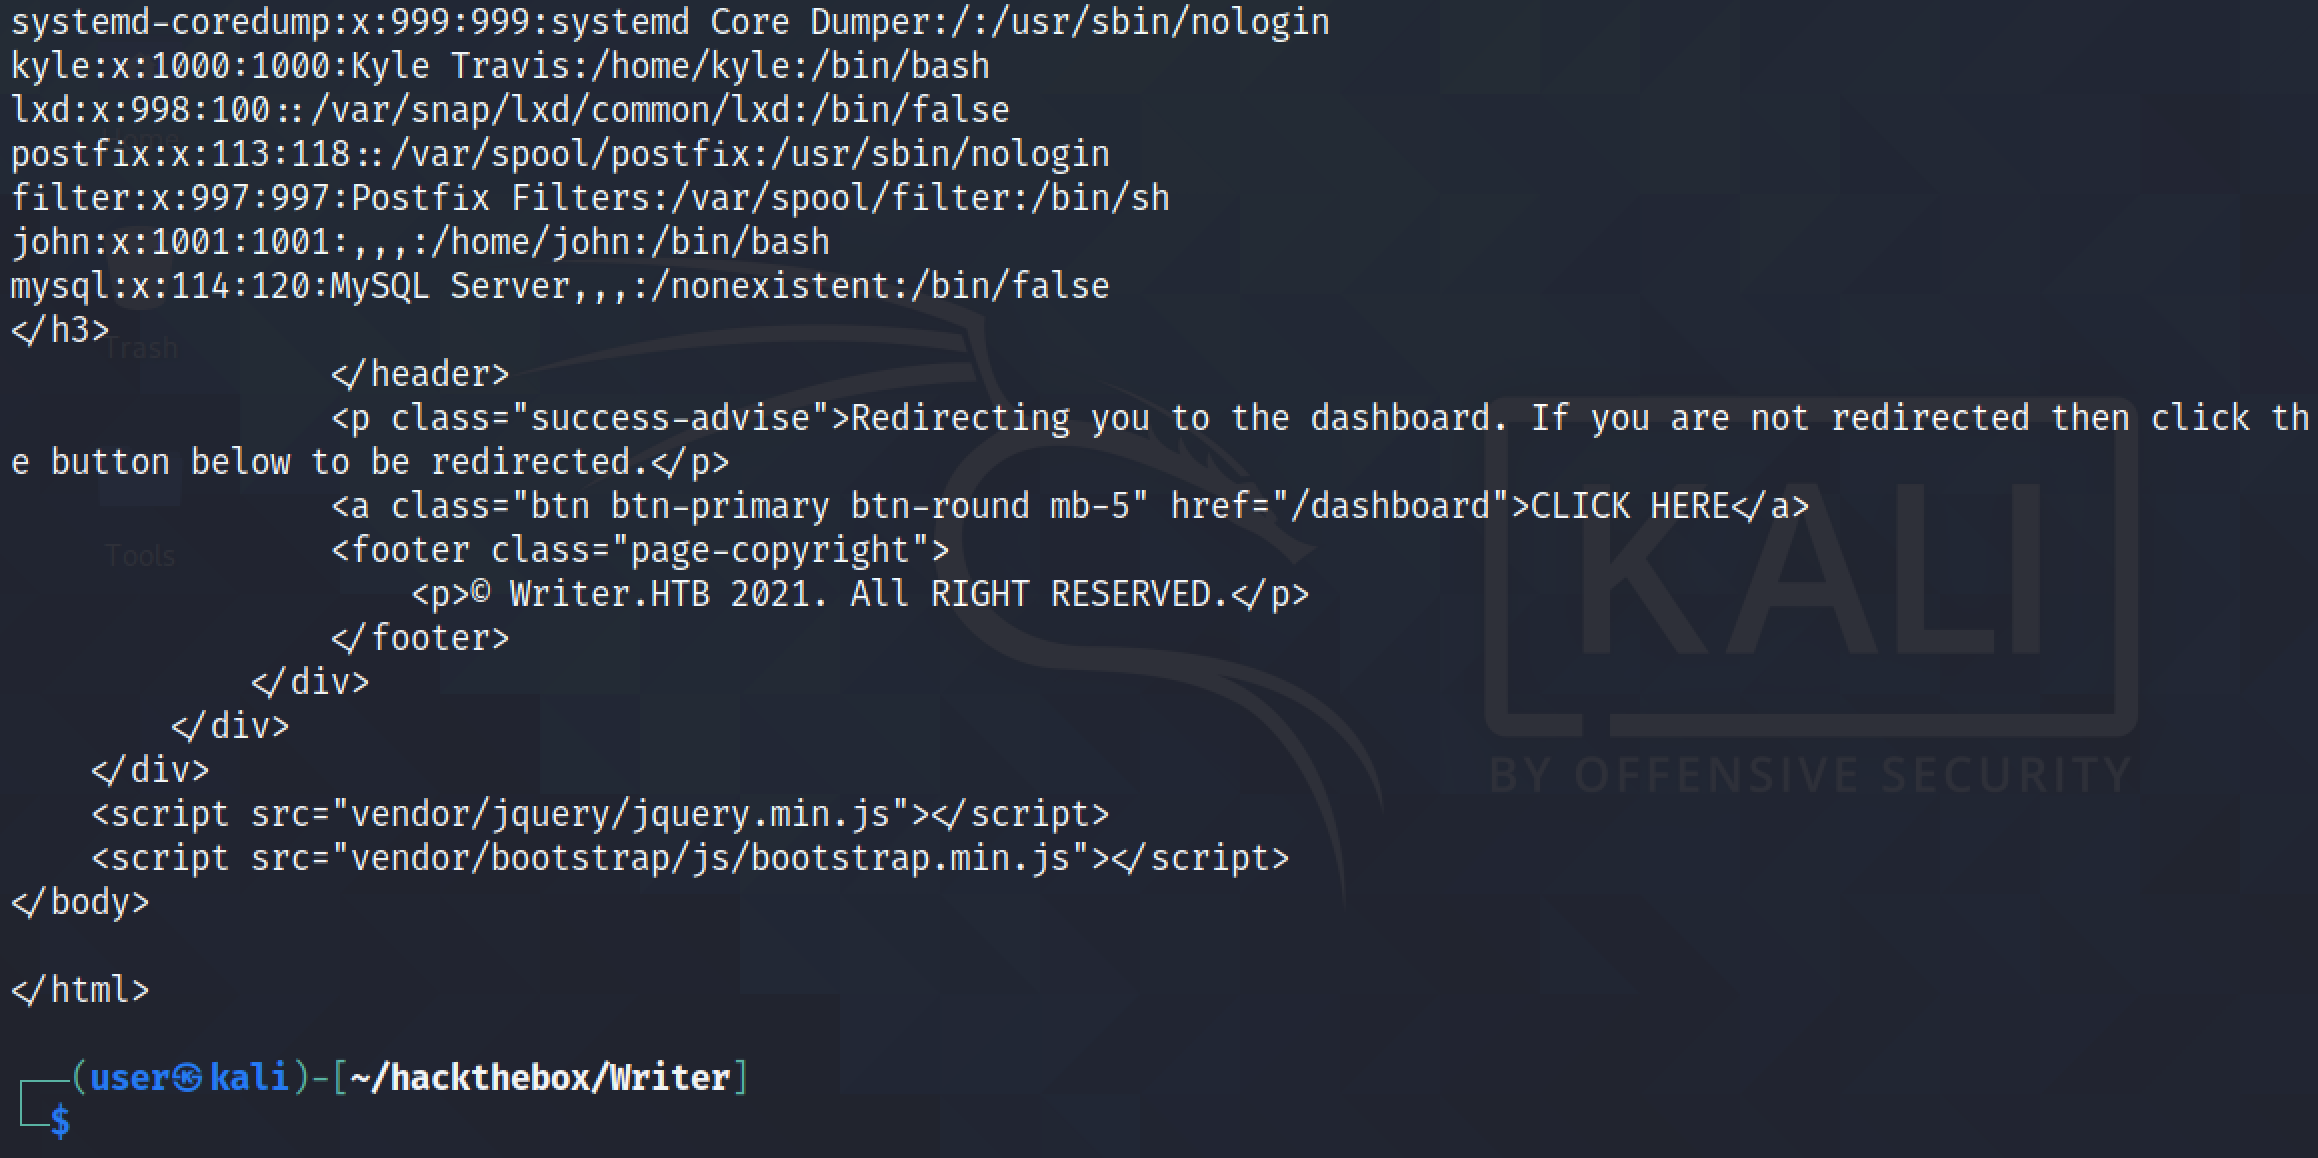 systemd-coredump:x:999:999:systemd Core Dumper:/:/usr/sbin/nologin
kyle:x:1000:1000:Kyle Travis:/home/kyle:/bin/bash
lxd:x:998:100::/var/snap/lxd/common/lxd:/bin/false
Home
postfix:x:113:118::/var/spool/postfix:/usr/sbin/nologin
filter:x:997:997:Postfix Filters:/var/spool/filter:/bin/sh
john:x:1001:1001:,,,:/home/john:/bin/bash
mysql:x:114:120:MySQL Server,,,:/nonexistent:/bin/false
</h3>
Trash
</header>
<p class="success-advise">Redirecting you to the dashboard. If you are not redirected then click th
e button below to be redirected.</p>
<a class="btn btn-primary btn-round mb-5" href="/dashboard">CLICK HERE</a>
<footer class="page-copyright">
Tools
KALI
<p>© Writer.HTB 2021. All RIGHT RESERVED.</p>
</footer>
</div>
</div>
</div>
BY OFFENSIVE SECURITY
<script src="vendor/jquery/jquery.min.js"></script>
<script src="vendor/bootstrap/js/bootstrap.min.js"></script>
</body>
</html>
(user㉿kali)-[~/hackthebox/Writer]
$